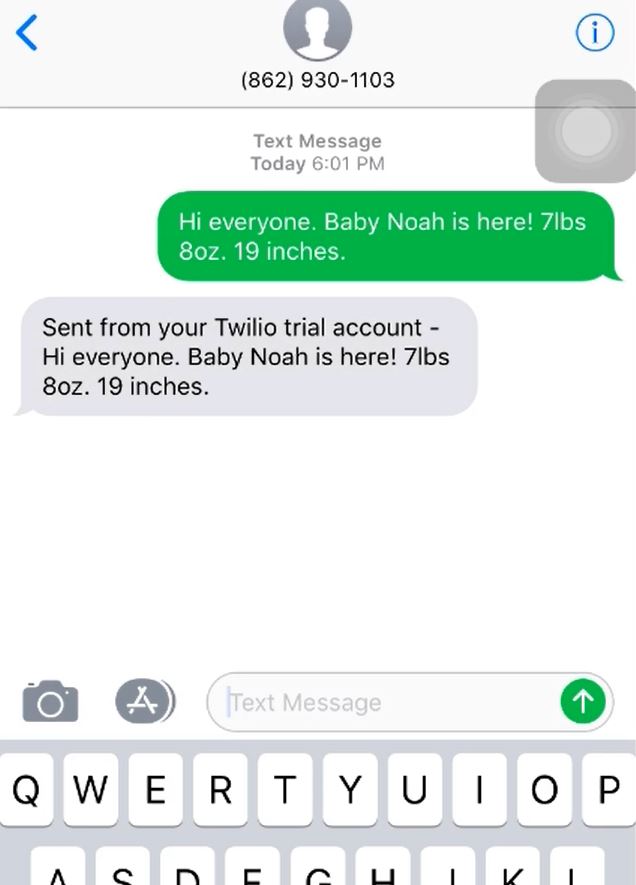 (862) 930-1103
Text Message
Today 6:01 PM
Hi everyone. Baby Noah is here! 7lbs
8oz. 19 inches.
Sent from your Twilio trial account -
Hi everyone. Baby Noah is here! 7lbs
8oz. 19 inches.
Text Message
Q W E R T Y U I O P
A S D F G H J K L